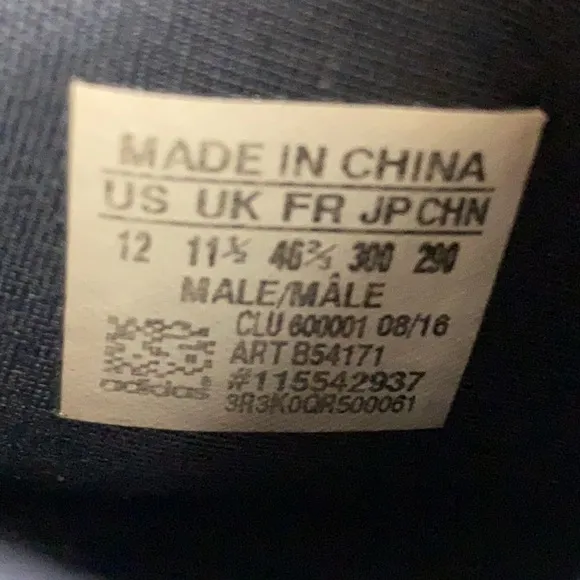 MADE IN CHINA
US UK FR JP CHN
12 11½ 46⅔ 300 290
MALE/MÂLE
CLU 600001 08/16
ART B54171
#115542937
adidas 3R3K0QR500061